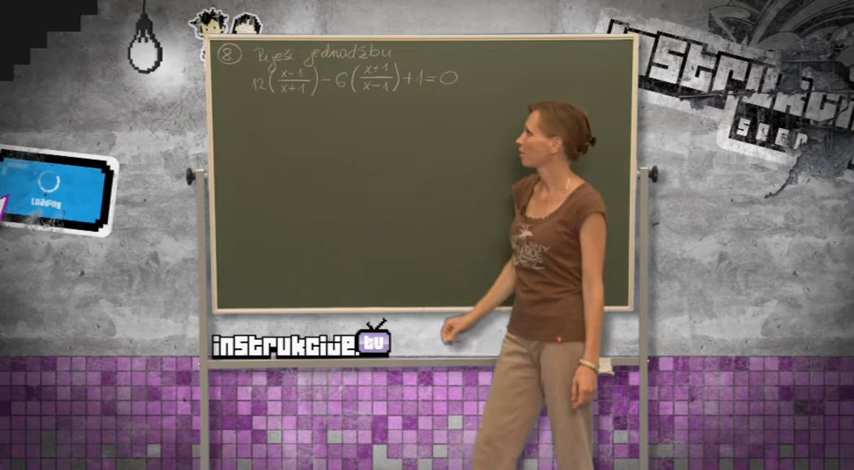 8 Riješi jednadžbu
12(x-1/x+1) - 6(x+1/x-1) + 1 = 0
Loading
instrukcije.tv